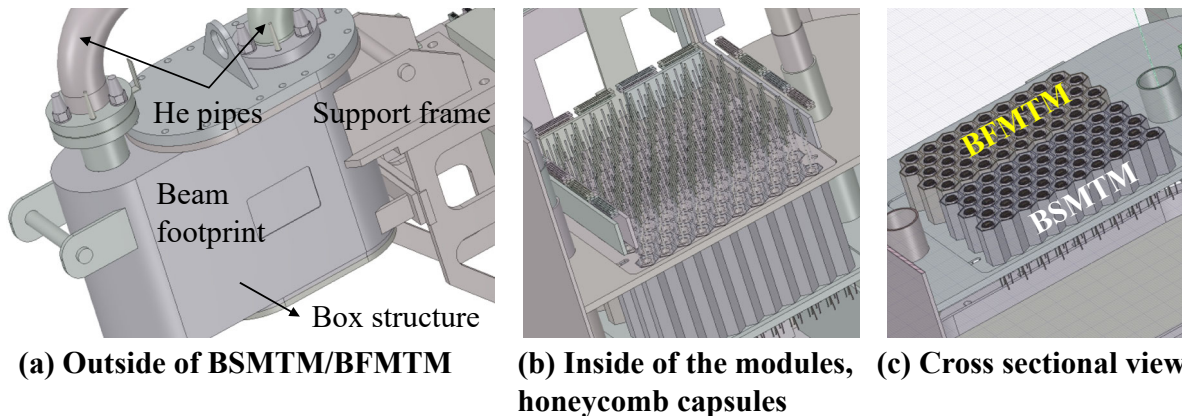 He pipes
Support frame
Beam
footprint
Box structure
BFMTM
BSMTM
(a) Outside of BSMTM/BFMTM
(b) Inside of the modules,
honeycomb capsules
(c) Cross sectional view